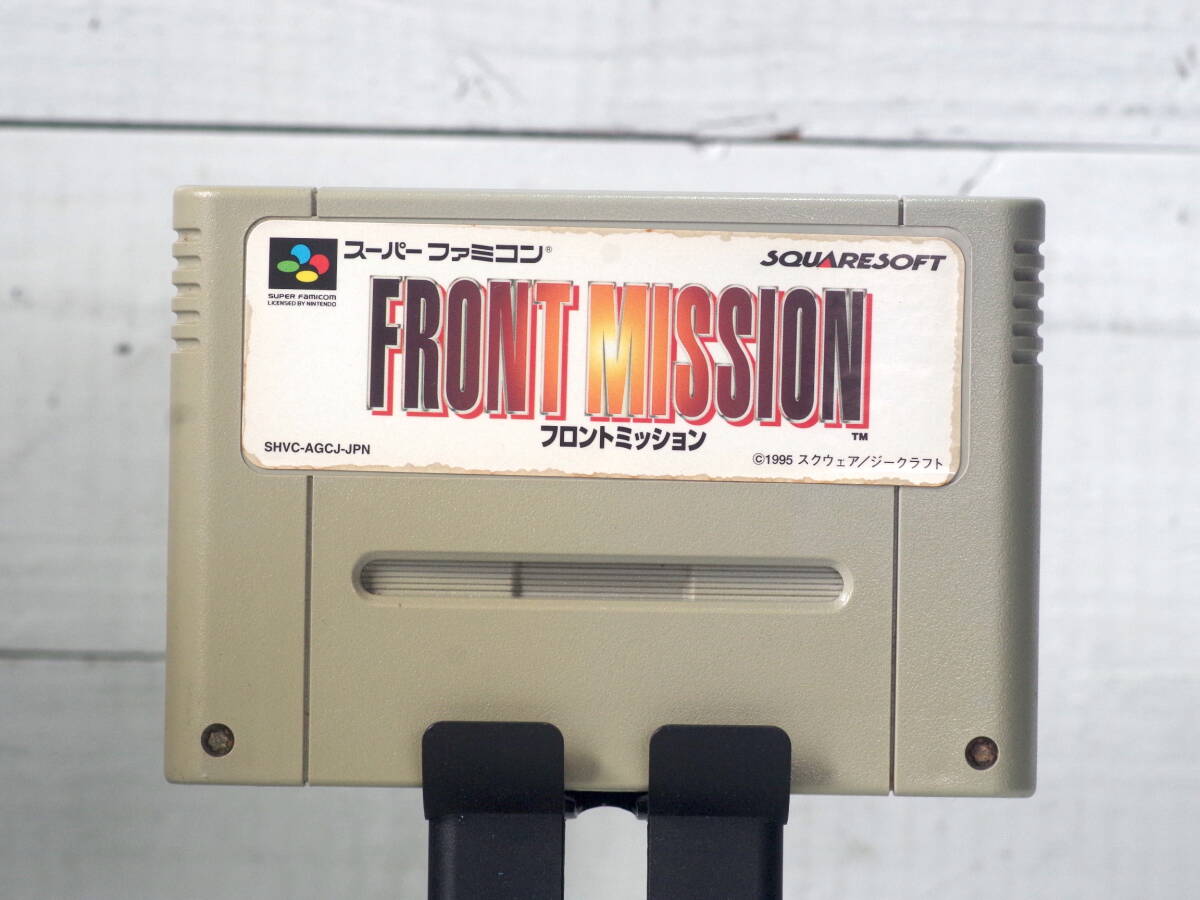 スーパーファミコン®
SQUARESOFT
SUPER FAMICOM
LICENSED BY NINTENDO
FRONT MISSION
TM
フロントミッション
SHVC-AGCJ-JPN
©1995 スクウェア/ジークラフト